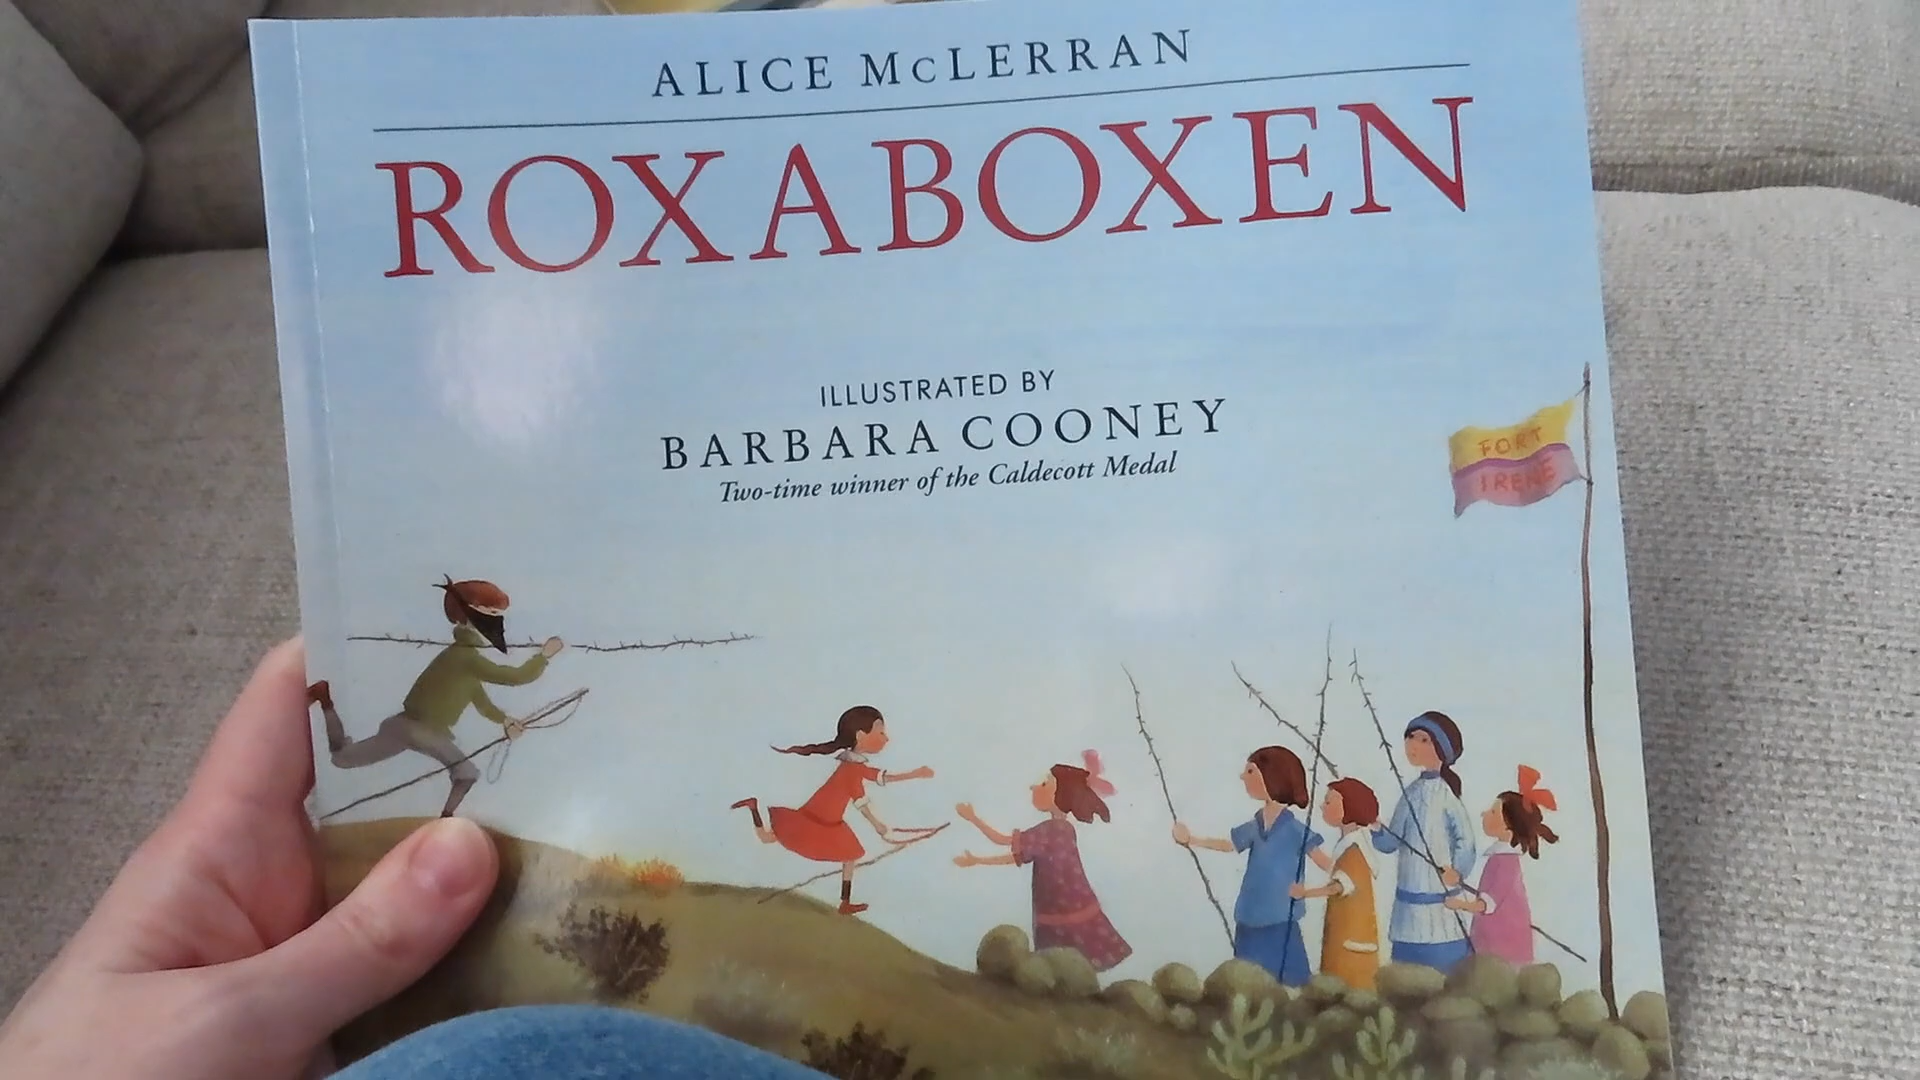 ALICE McLERRAN
ROXABOXEN
ILLUSTRATED BY
BARBARA COONEY
Two-time winner of the Caldecott Medal
FORT
IRENE